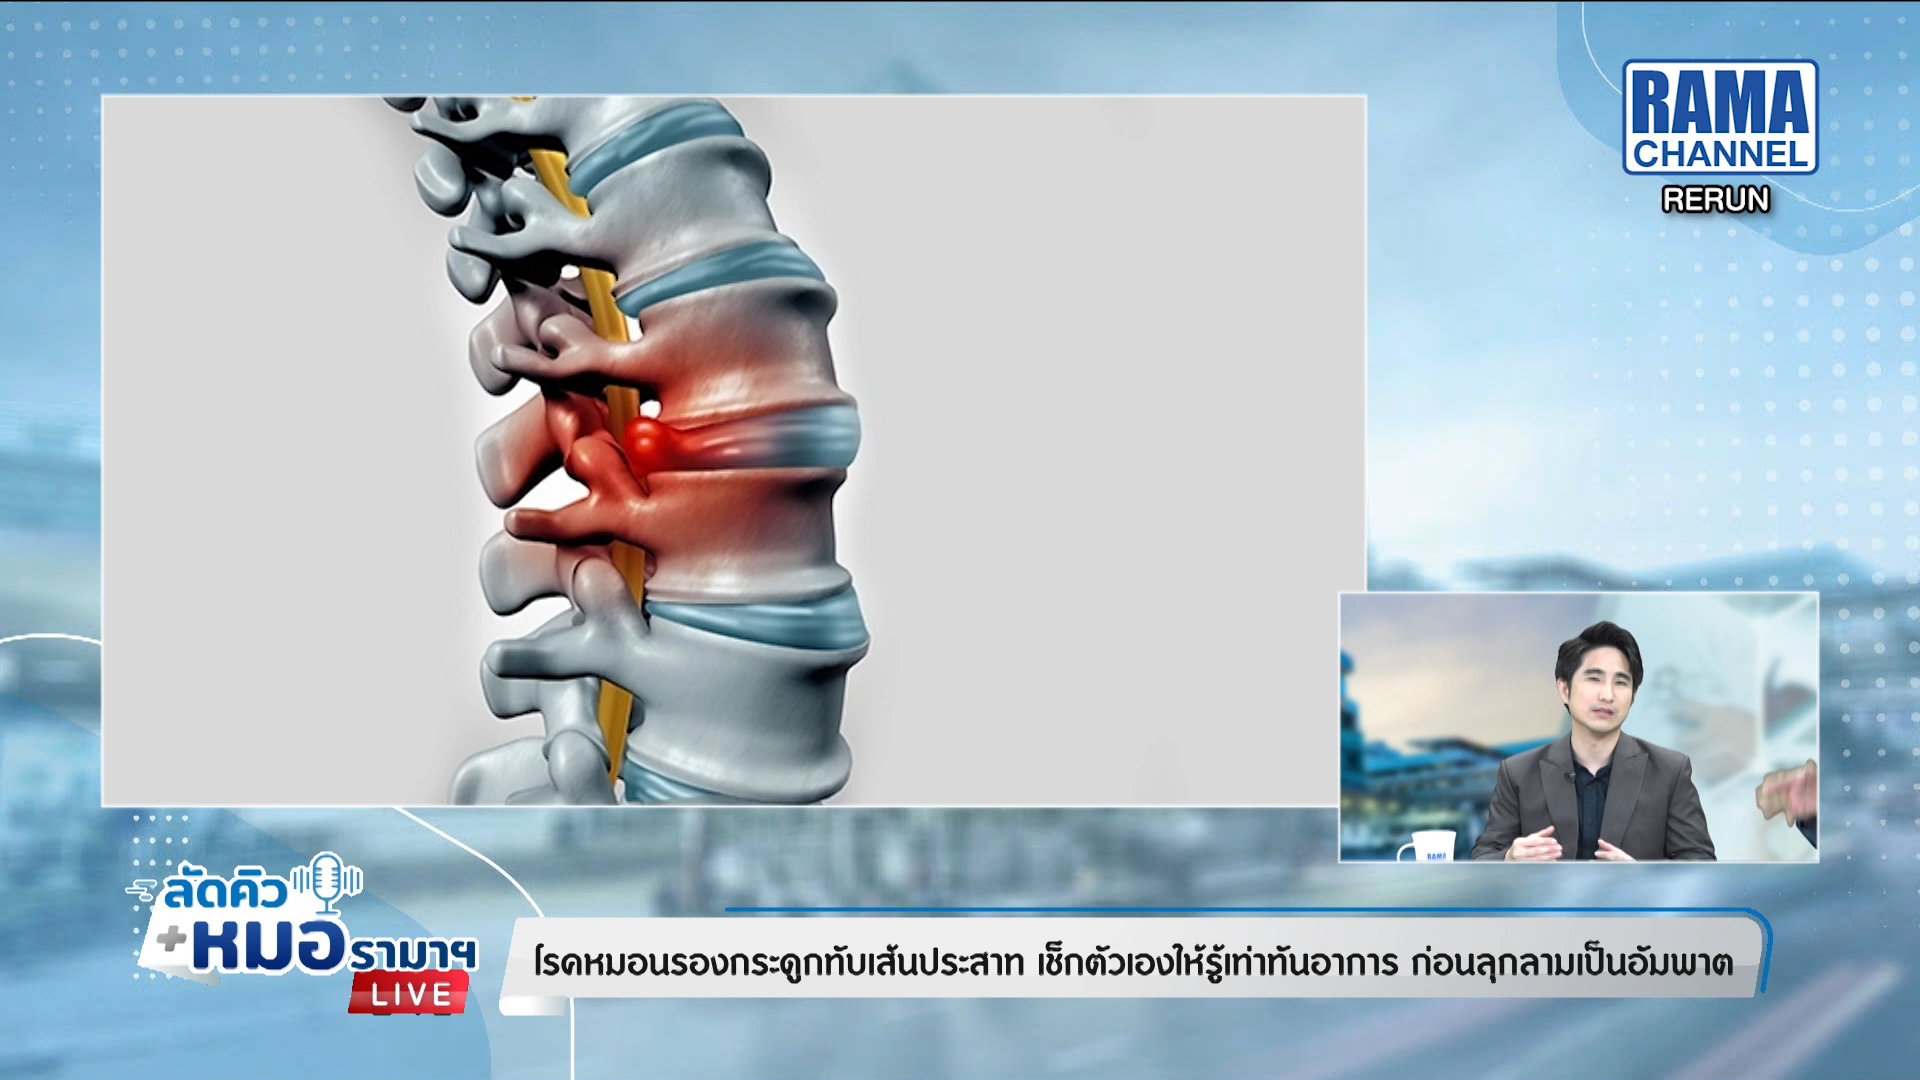 RAMA
CHANNEL
RERUN
RAMA
ลัดคิว
หมอรามาฯ
LIVE
โรคหมอนรองกระดูกทับเส้นประสาท เช็กตัวเองให้รู้เท่าทันอาการ ก่อนลุกลามเป็นอัมพาต